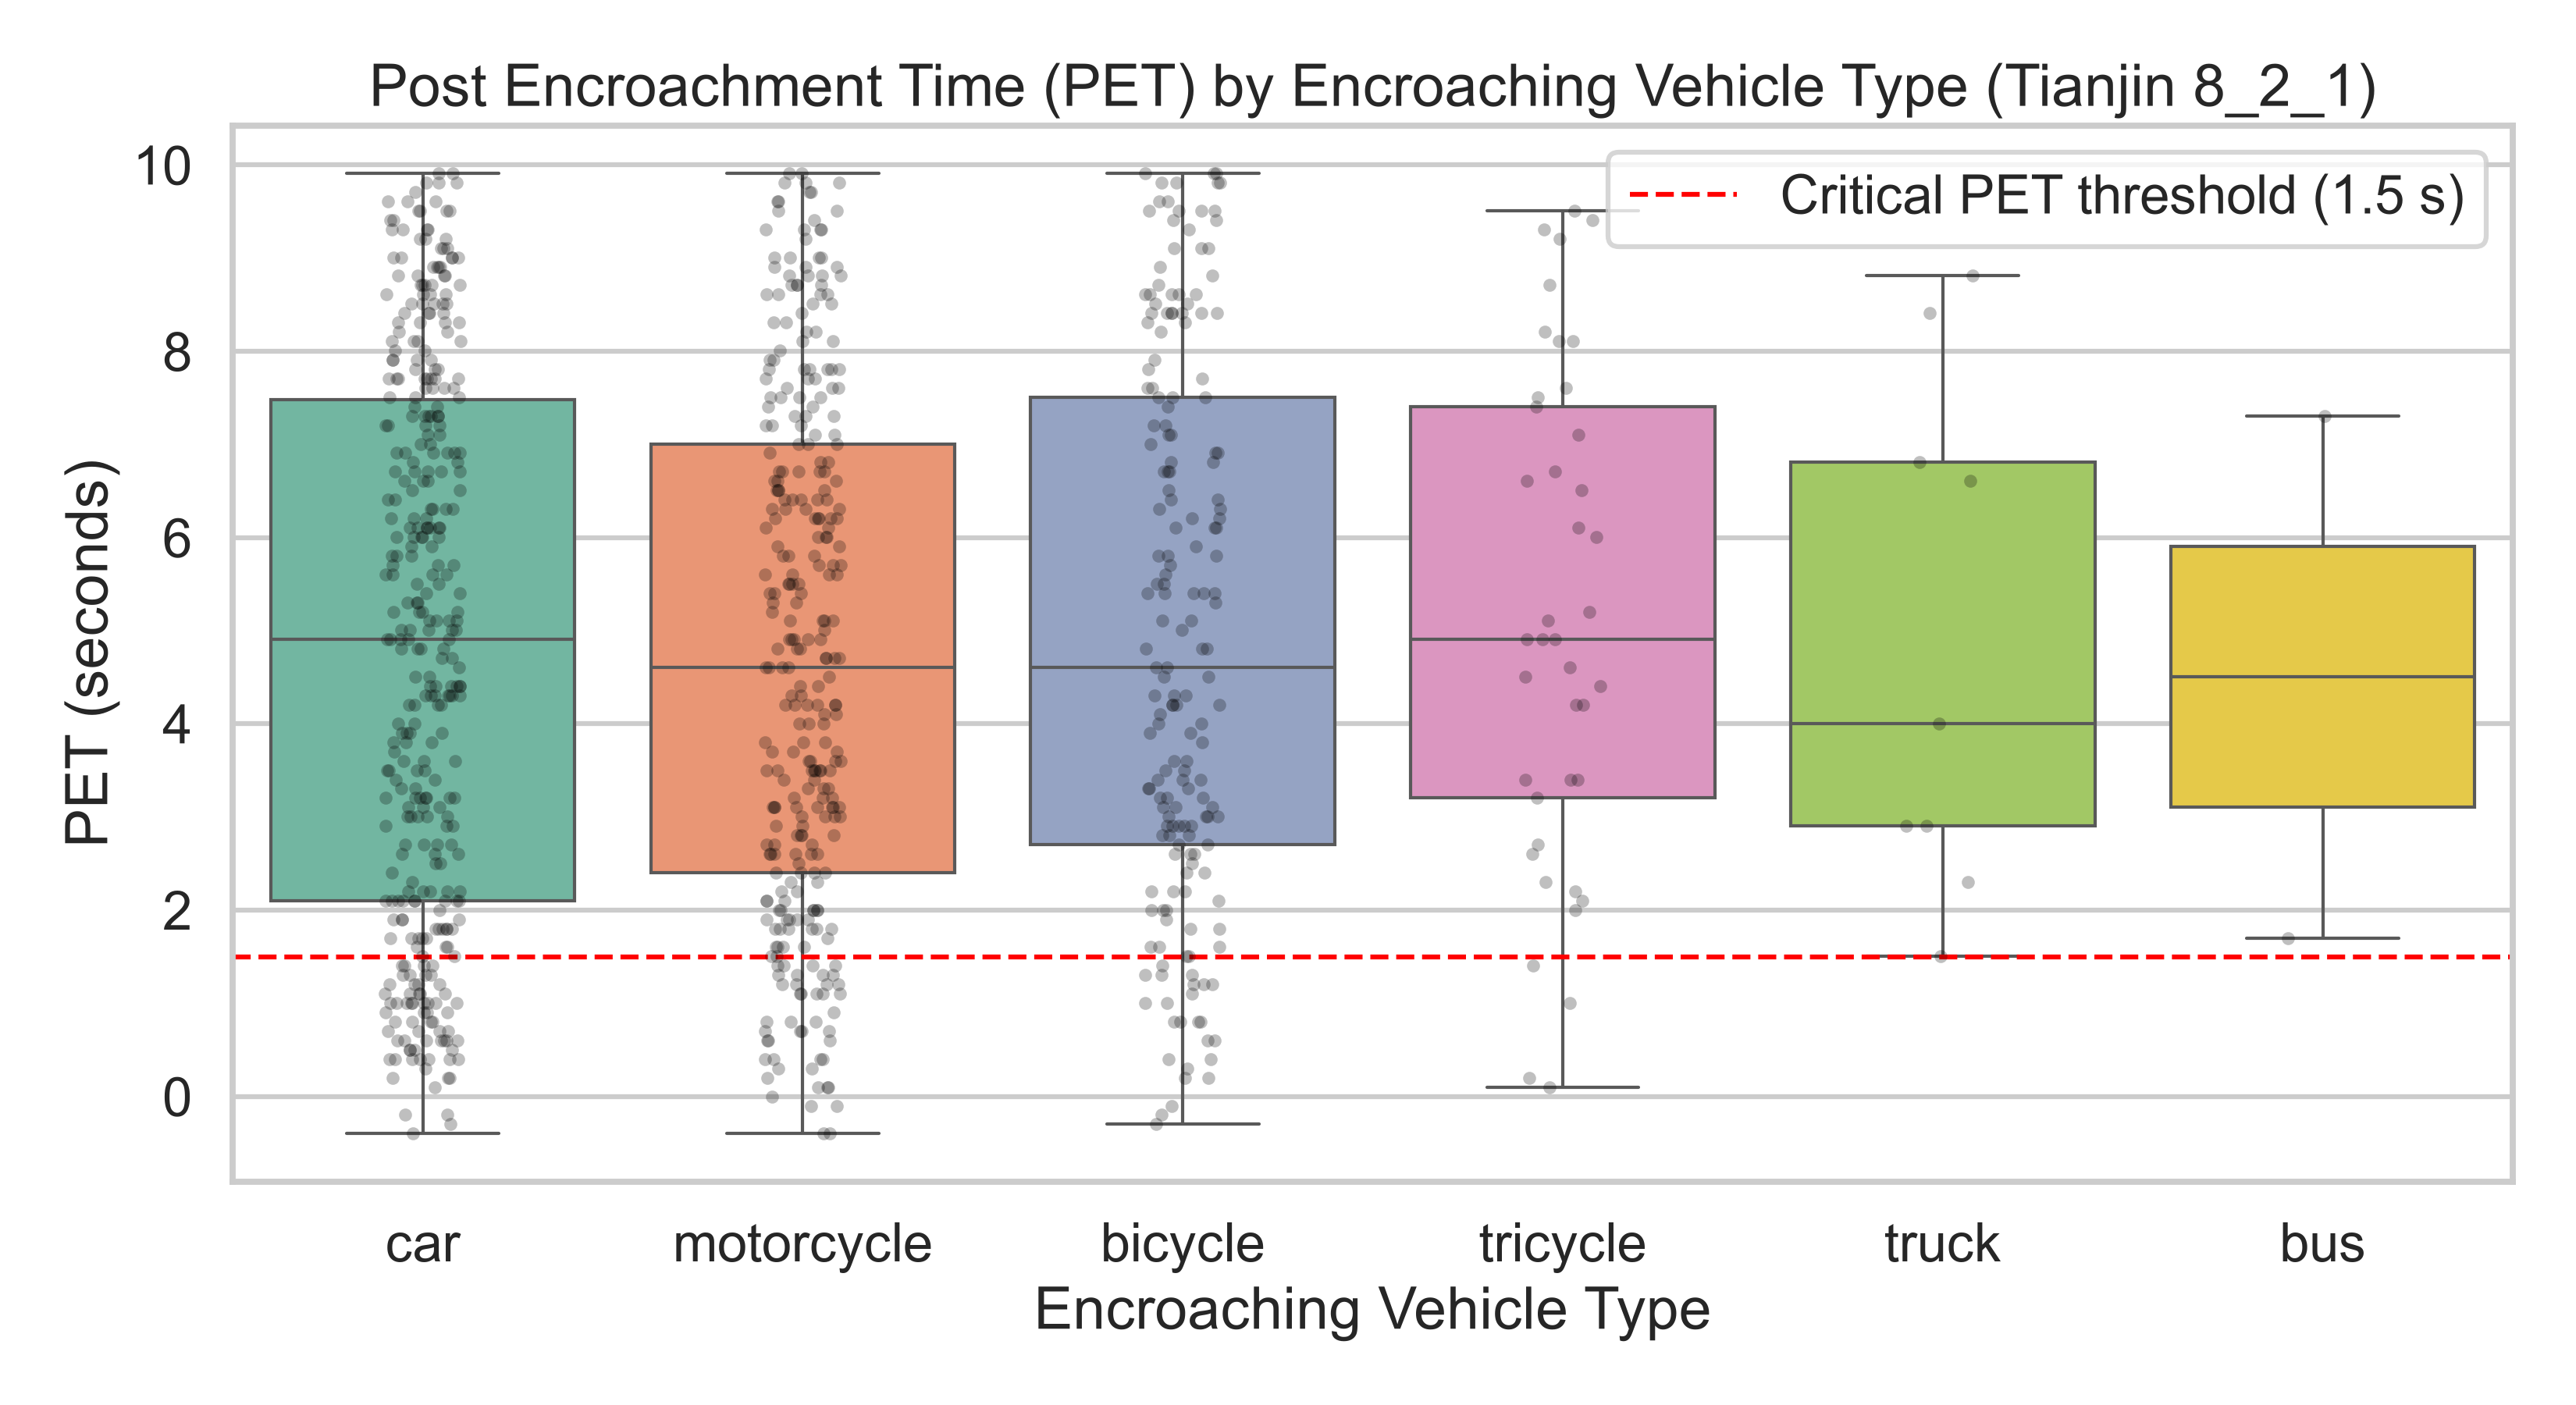 Post Encroachment Time (PET) by Encroaching Vehicle Type (Tianjin 8_2_1)
Critical PET threshold (1.5 s)
PET (seconds)
10
8
6
4
2
0
car motorcycle bicycle tricycle truck bus
Encroaching Vehicle Type